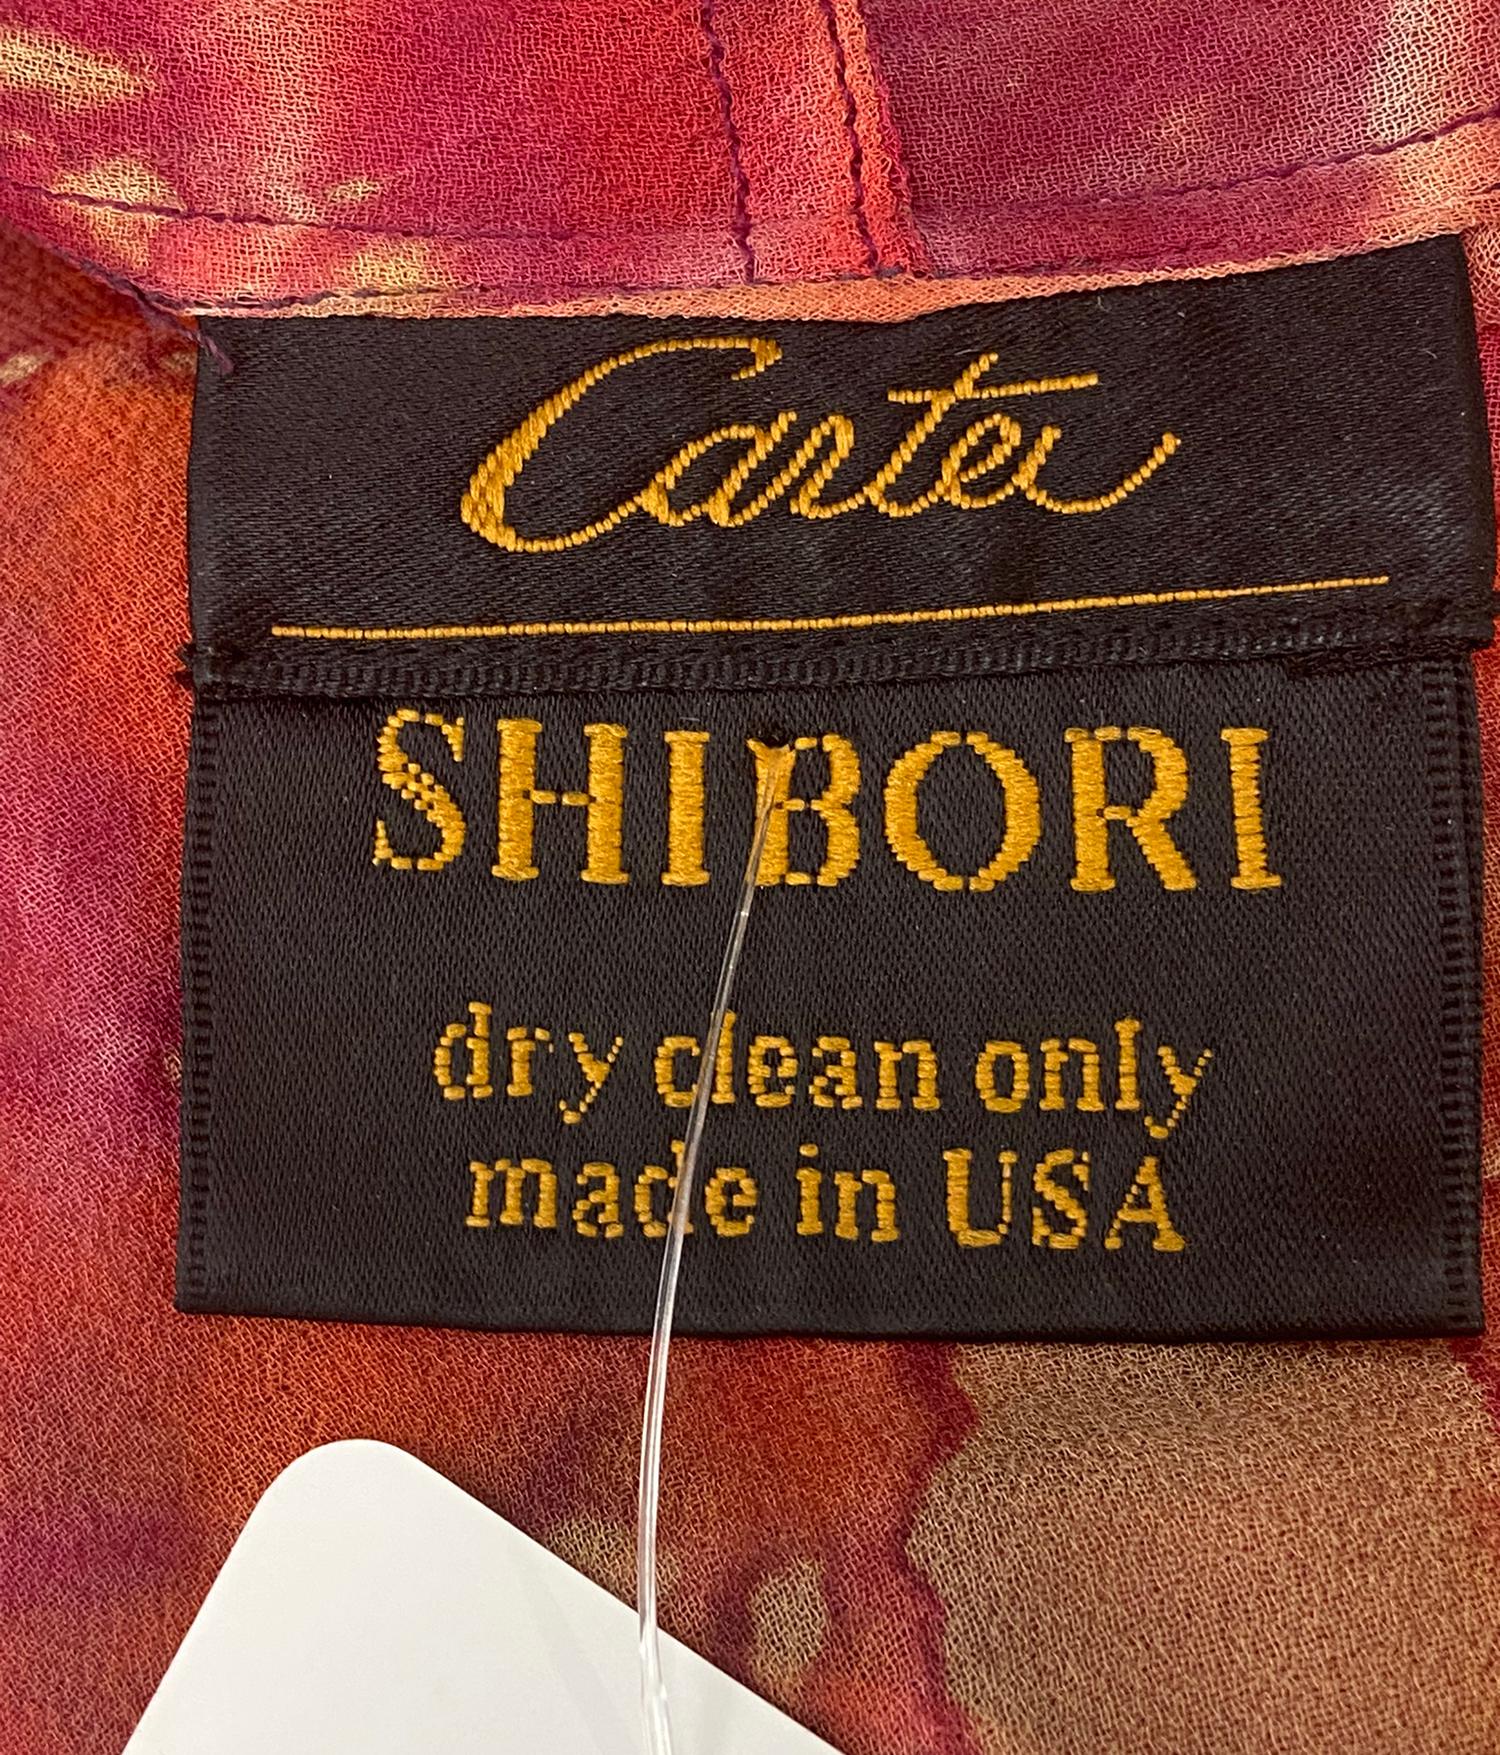 Carter
SHIBORI
dry clean only
made in USA